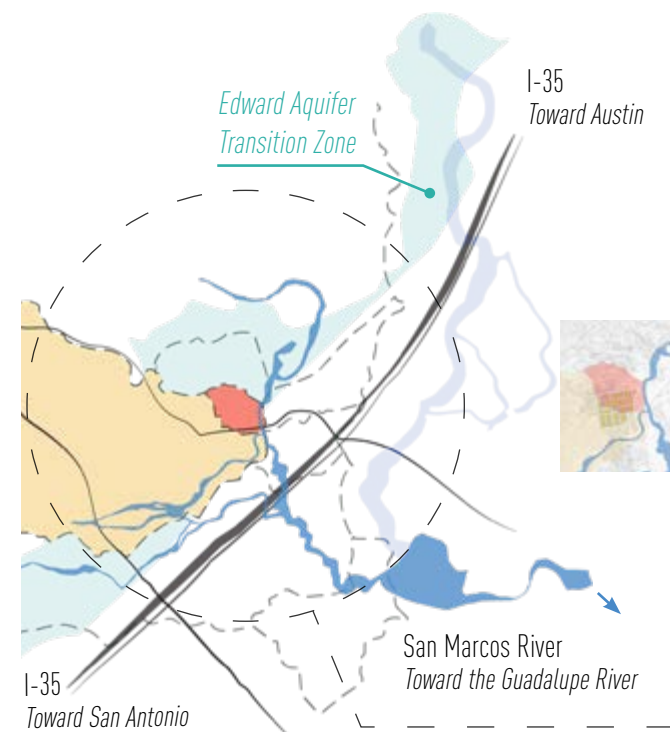 I-35
Toward Austin
Edward Aquifer
Transition Zone
San Marcos River
Toward the Guadalupe River
I-35
Toward San Antonio